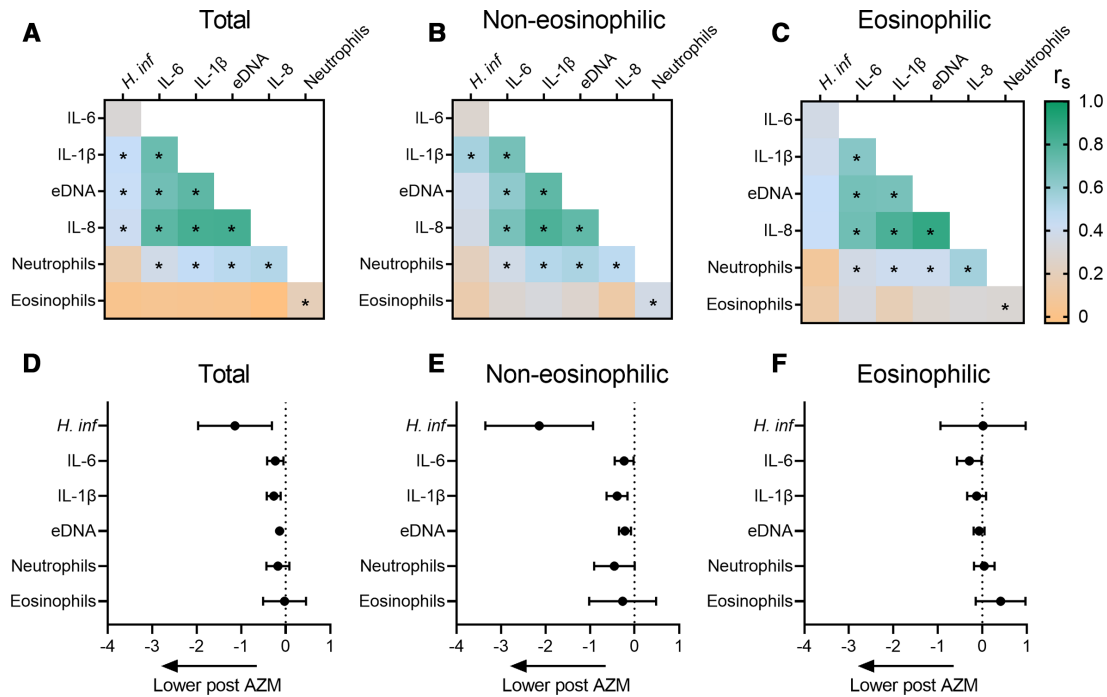 A Total
H. inf IL-6 IL-1β eDNA IL-8 Neutrophils
IL-6
IL-1β * *
eDNA * * *
IL-8 * * * *
Neutrophils * * * *
Eosinophils *
B Non-eosinophilic
H. inf IL-6 IL-1β eDNA IL-8 Neutrophils
IL-6
IL-1β * *
eDNA * *
IL-8 * * *
Neutrophils * * * *
Eosinophils *
C Eosinophilic
H. inf IL-6 IL-1β eDNA IL-8 Neutrophils
IL-6
IL-1β *
eDNA * *
IL-8 * * *
Neutrophils * * * *
Eosinophils *
rs
1.0
0.8
0.6
0.4
0.2
0
D Total
H. inf
IL-6
IL-1β
eDNA
Neutrophils
Eosinophils
-4 -3 -2 -1 0 1
Lower post AZM
E Non-eosinophilic
H. inf
IL-6
IL-1β
eDNA
Neutrophils
Eosinophils
-4 -3 -2 -1 0 1
Lower post AZM
F Eosinophilic
H. inf
IL-6
IL-1β
eDNA
Neutrophils
Eosinophils
-4 -3 -2 -1 0 1
Lower post AZM